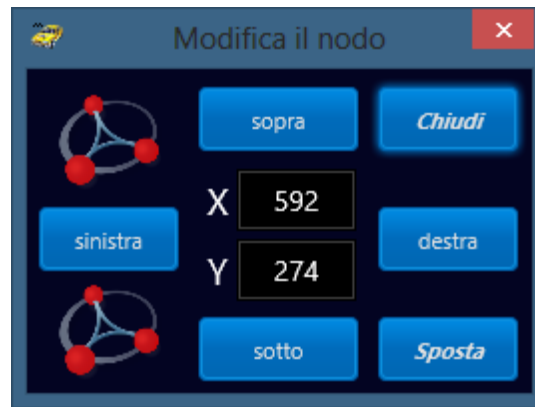 Modifica il nodo
sopra
Chiudi
X 592
sinistra
destra
Y 274
sotto
Sposta